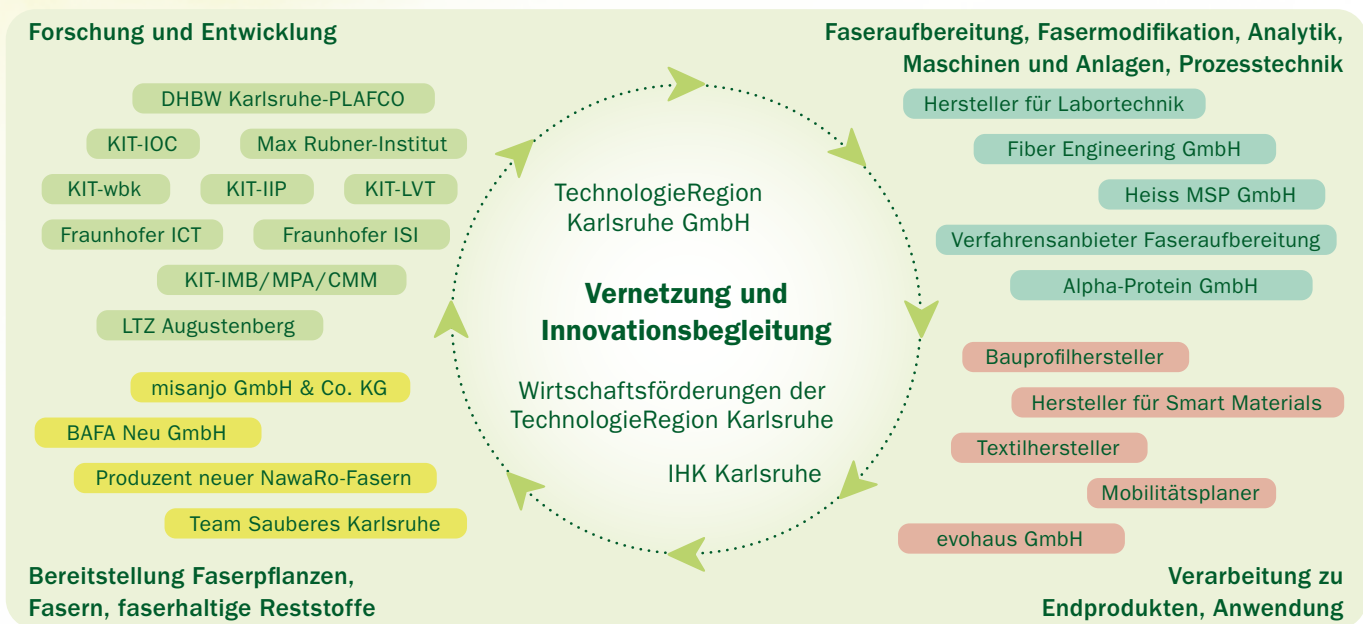 Forschung und Entwicklung
DHBW Karlsruhe-PLAFCO
KIT-IOC
Max Rubner-Institut
KIT-wbk
KIT-IIP
KIT-LVT
Fraunhofer ICT
Fraunhofer ISI
KIT-IMB/MPA/CMM
LTZ Augustenberg
misanjo GmbH & Co. KG
BAFA Neu GmbH
Produzent neuer NawaRo-Fasern
Team Sauberes Karlsruhe
Bereitstellung Faserpflanzen,
Fasern, faserhaltige Reststoffe
TechnologieRegion
Karlsruhe GmbH
Vernetzung und
Innovationsbegleitung
Wirtschaftsförderungen der
TechnologieRegion Karlsruhe
IHK Karlsruhe
Faseraufbereitung, Fasermodifikation, Analytik,
Maschinen und Anlagen, Prozesstechnik
Hersteller für Labortechnik
Fiber Engineering GmbH
Heiss MSP GmbH
Verfahrensanbieter Faseraufbereitung
Alpha-Protein GmbH
Bauprofilhersteller
Hersteller für Smart Materials
Textilhersteller
Mobilitätsplaner
evohaus GmbH
Verarbeitung zu
Endprodukten, Anwendung